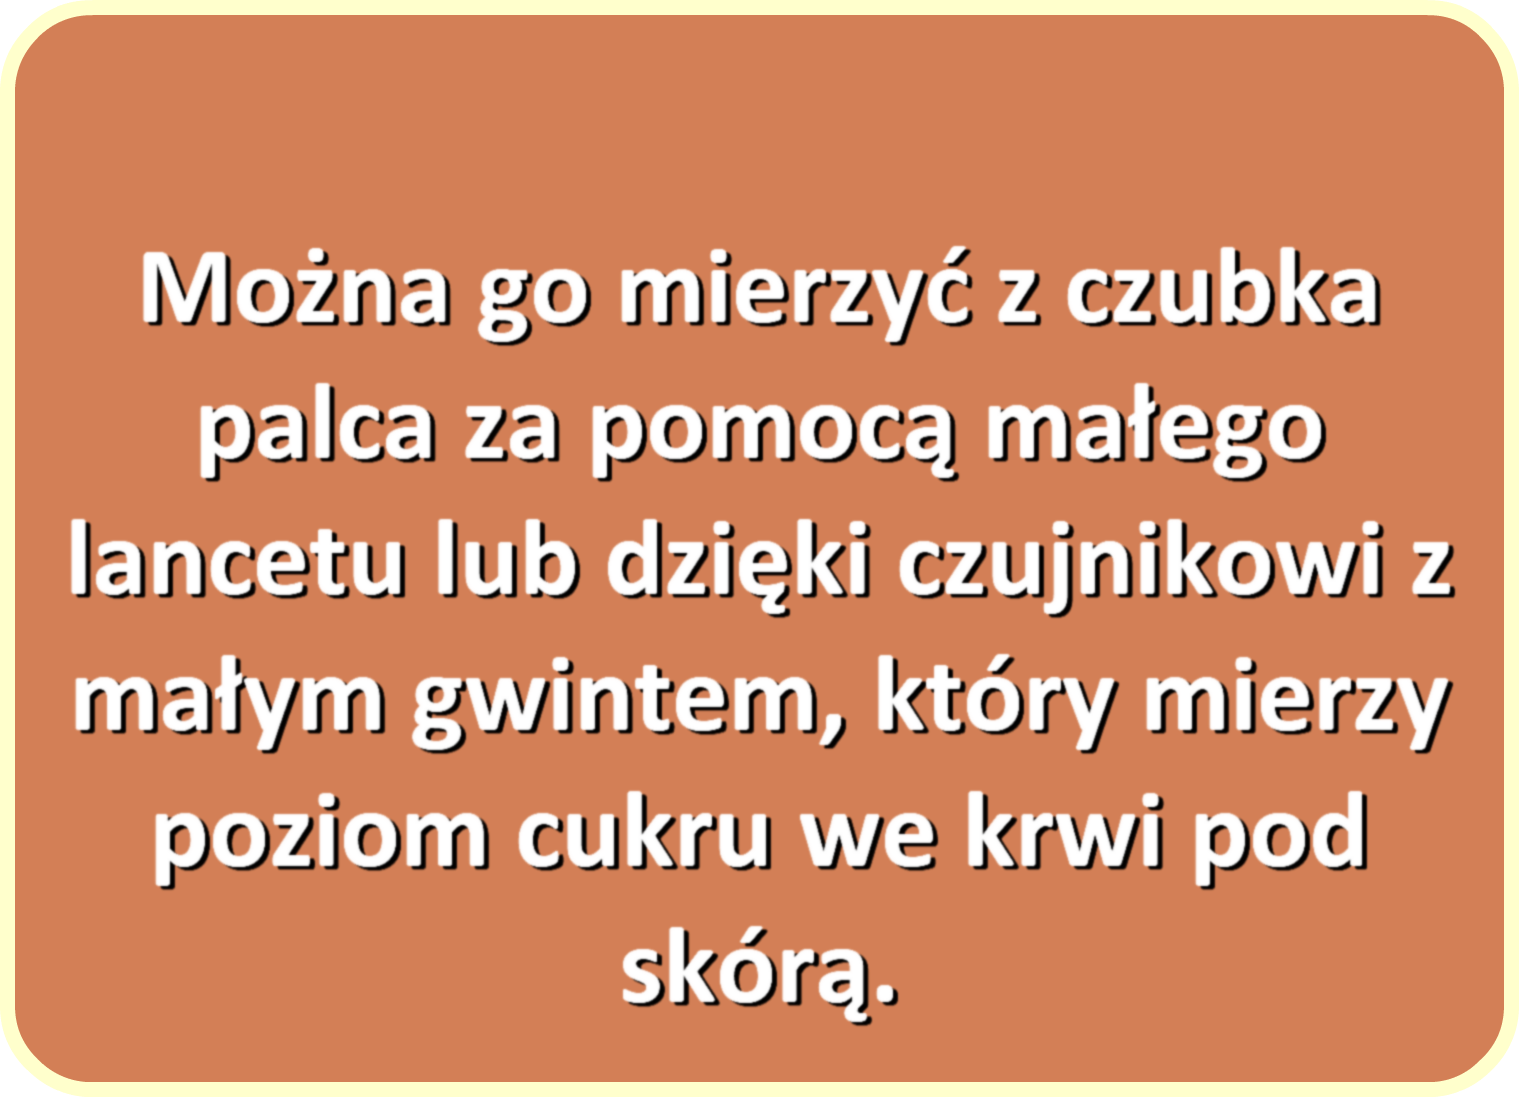 Można go mierzyć z czubka
palca za pomocą małego
lancetu lub dzięki czujnikowi z
małym gwintem, który mierzy
poziom cukru we krwi pod
skórą.